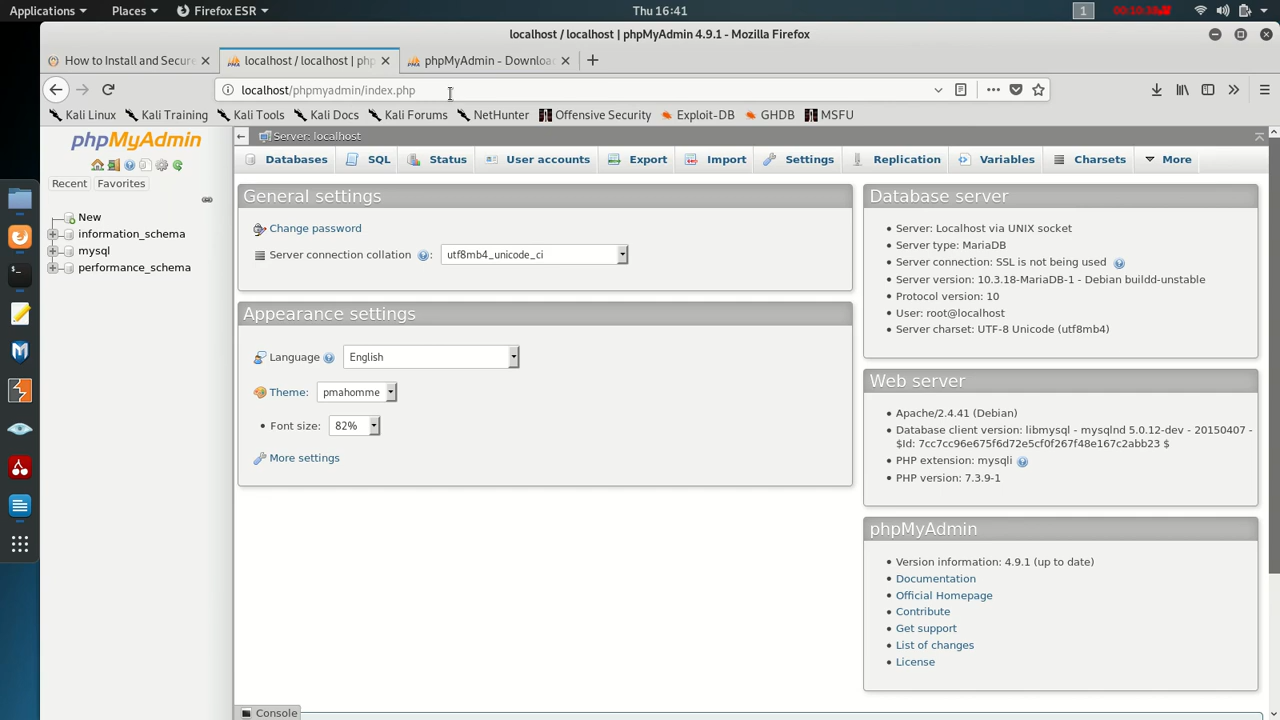 Applications Places Firefox ESR Thu 16:41 1 00:10:38
localhost / localhost | phpMyAdmin 4.9.1 - Mozilla Firefox
How to Install and Secure localhost / localhost | php phpMyAdmin - Downloa
localhost/phpmyadmin/index.php
Kali Linux Kali Training Kali Tools Kali Docs Kali Forums NetHunter Offensive Security Exploit-DB GHDB MSFU
phpMyAdmin
Recent Favorites
New
information_schema
mysql
performance_schema
Server: localhost
Databases SQL Status User accounts Export Import Settings Replication Variables Charsets More
General settings
Change password
Server connection collation : utf8mb4_unicode_ci
Appearance settings
Language English
Theme: pmahomme
• Font size: 82%
More settings
Database server
• Server: Localhost via UNIX socket
• Server type: MariaDB
• Server connection: SSL is not being used
• Server version: 10.3.18-MariaDB-1 - Debian buildd-unstable
• Protocol version: 10
• User: root@localhost
• Server charset: UTF-8 Unicode (utf8mb4)
Web server
• Apache/2.4.41 (Debian)
• Database client version: libmysql - mysqlnd 5.0.12-dev - 20150407 -
$Id: 7cc7cc96e675f6d72e5cf0f267f48e167c2abb23 $
• PHP extension: mysqli
• PHP version: 7.3.9-1
phpMyAdmin
• Version information: 4.9.1 (up to date)
• Documentation
• Official Homepage
• Contribute
• Get support
• List of changes
• License
Console